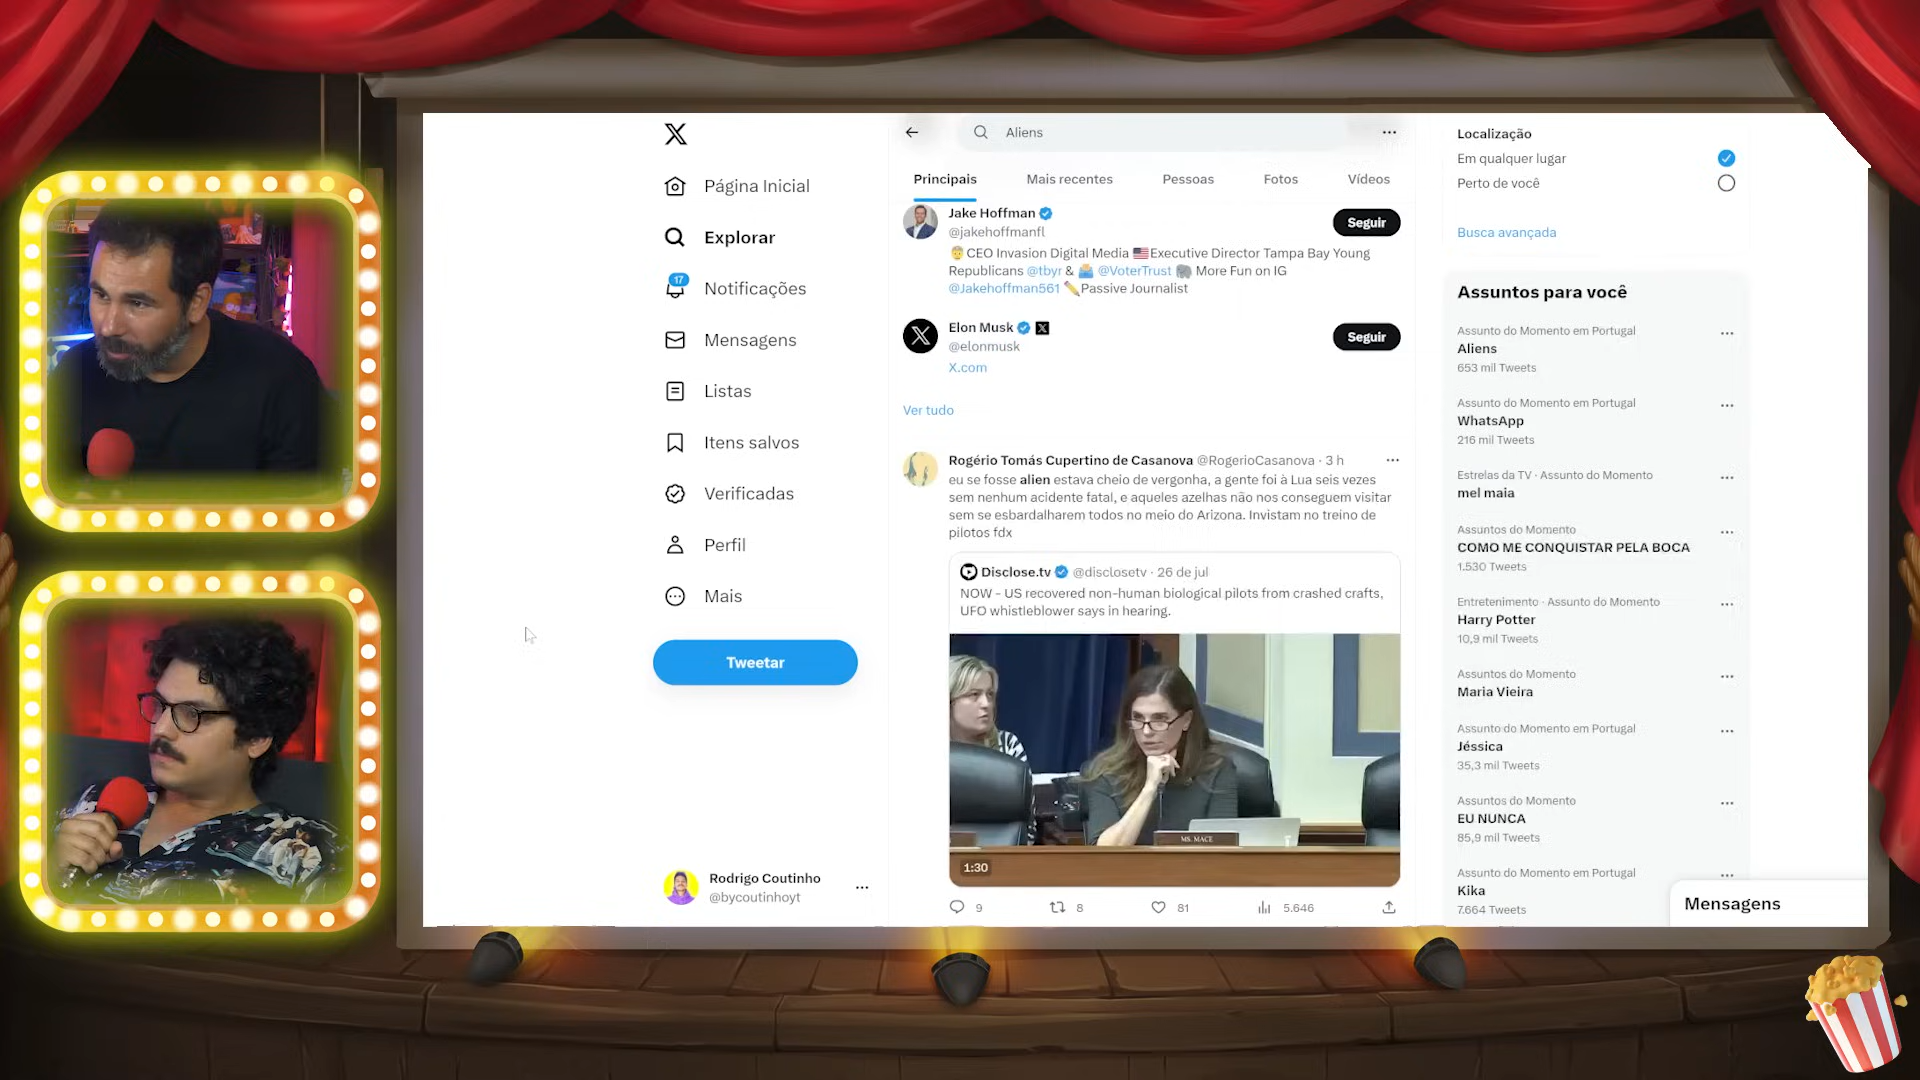 Página Inicial
Explorar
17
Notificações
Mensagens
Listas
Itens salvos
Verificadas
Perfil
Mais
Tweetar
Rodrigo Coutinho
@bycoutinhoyt
Aliens
Principais
Mais recentes
Pessoas
Fotos
Vídeos
Jake Hoffman
@jakehoffmanfl
Seguir
CEO Invasion Digital Media 🇺🇸Executive Director Tampa Bay Young
Republicans @tbyr & @VoterTrust More Fun on IG
@Jakehoffman561 ✏️Passive Journalist
Elon Musk
@elonmusk
Seguir
X.com
Ver tudo
Rogério Tomás Cupertino de Casanova @RogerioCasanova · 3 h
eu se fosse alien estava cheio de vergonha, a gente foi à Lua seis vezes
sem nenhum acidente fatal, e aqueles azelhas não nos conseguem visitar
sem se esbardalharem todos no meio do Arizona. Invistam no treino de
pilotos fdx
Disclose.tv @disclosetv · 26 de jul
NOW - US recovered non-human biological pilots from crashed crafts,
UFO whistleblower says in hearing.
MS. MACE
1:30
9
8
81
5.646
Localização
Em qualquer lugar
Perto de você
Busca avançada
Assuntos para você
Assunto do Momento em Portugal
Aliens
653 mil Tweets
Assunto do Momento em Portugal
WhatsApp
216 mil Tweets
Estrelas da TV · Assunto do Momento
mel maia
Assuntos do Momento
COMO ME CONQUISTAR PELA BOCA
1.530 Tweets
Entretenimento · Assunto do Momento
Harry Potter
10,9 mil Tweets
Assuntos do Momento
Maria Vieira
Assunto do Momento em Portugal
Jéssica
35,3 mil Tweets
Assuntos do Momento
EU NUNCA
85,9 mil Tweets
Assunto do Momento em Portugal
Kika
7.664 Tweets
Mensagens